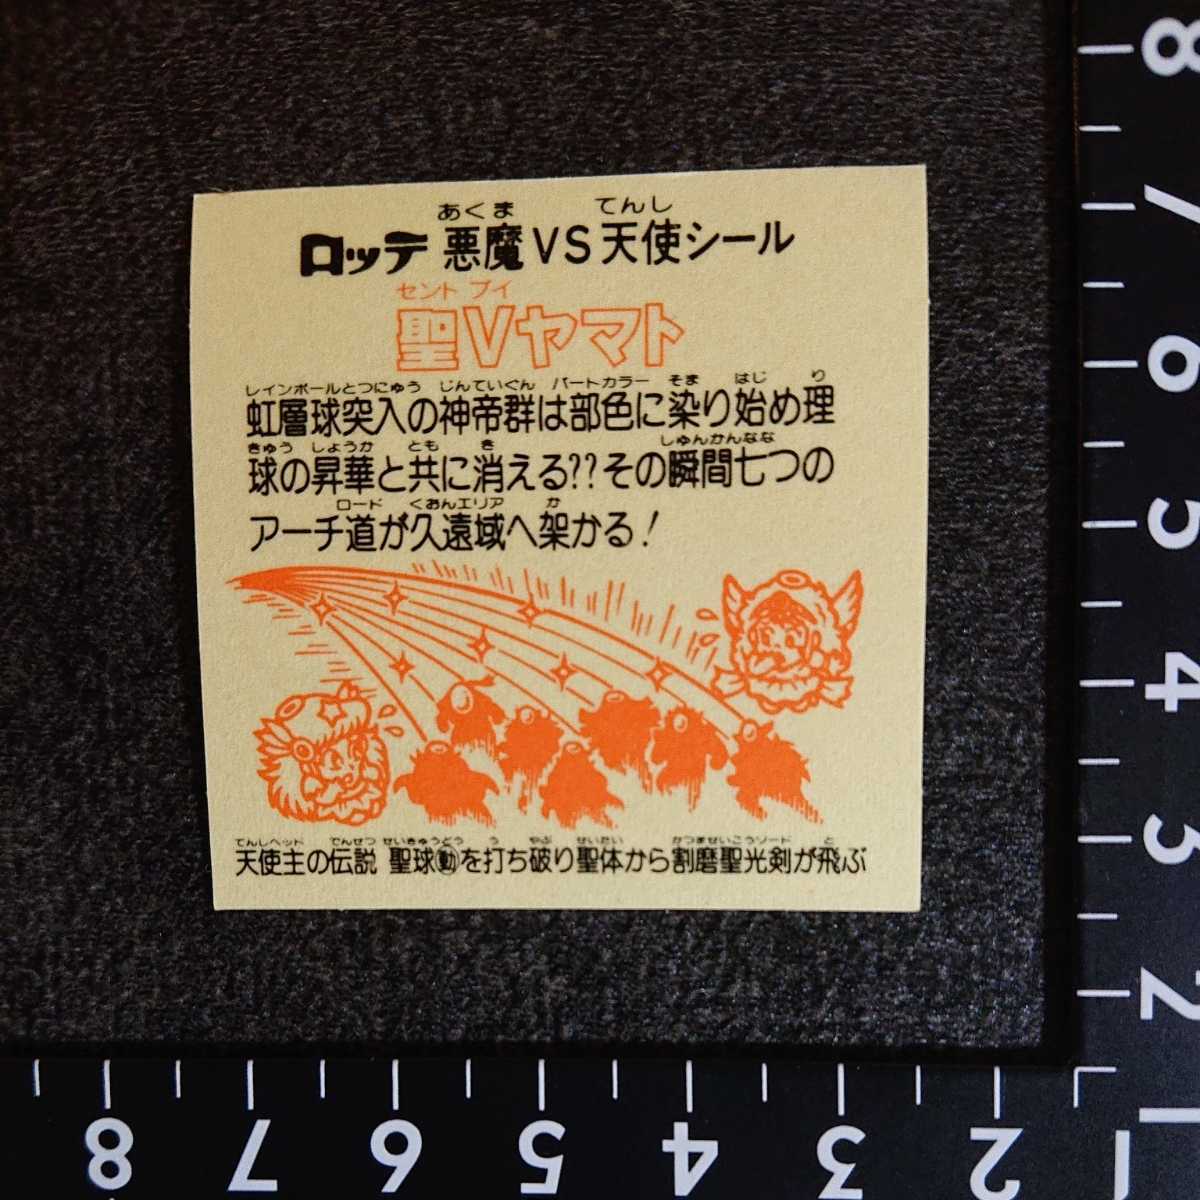 あくま てんし
ロッテ 悪魔VS天使シール
セント ブイ
聖Vヤマト
レインボールとつにゅう じんていぐん パートカラー そま はじ り
虹層球突入の神帝群は部色に染り始め理
きゅう しょうか とも き しゅんかんなな
球の昇華と共に消える??その瞬間七つの
ロード くおんエリア か
アーチ道が久遠域へ架かる!
てんしヘッド でんせつ せいきゅうどう う やぶ せいたい かつませいこうソード と
天使主の伝説 聖球動を打ち破り聖体から割磨聖光剣が飛ぶ
8
7
6
5
4
3
2
1
8 7 6 5 4 3 2 1